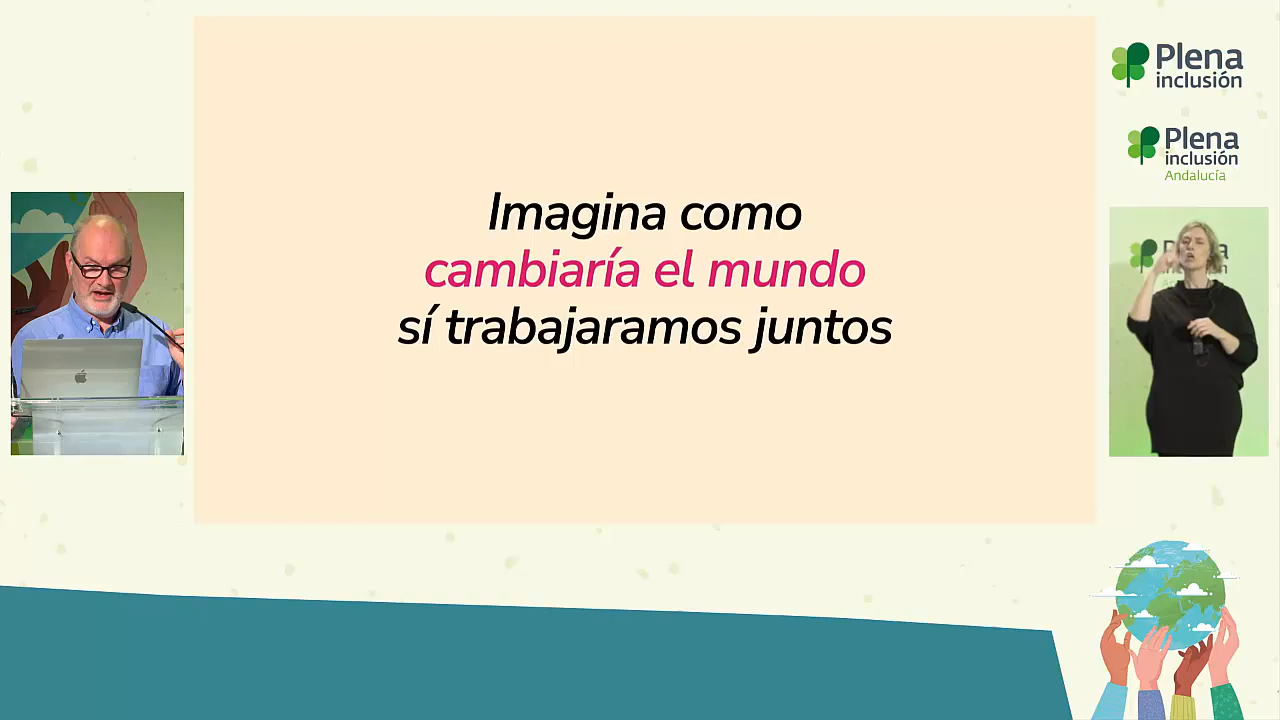 Imagina como
cambiaría el mundo
sí trabajaramos juntos
Plena
inclusión
Plena
inclusión
Andalucía